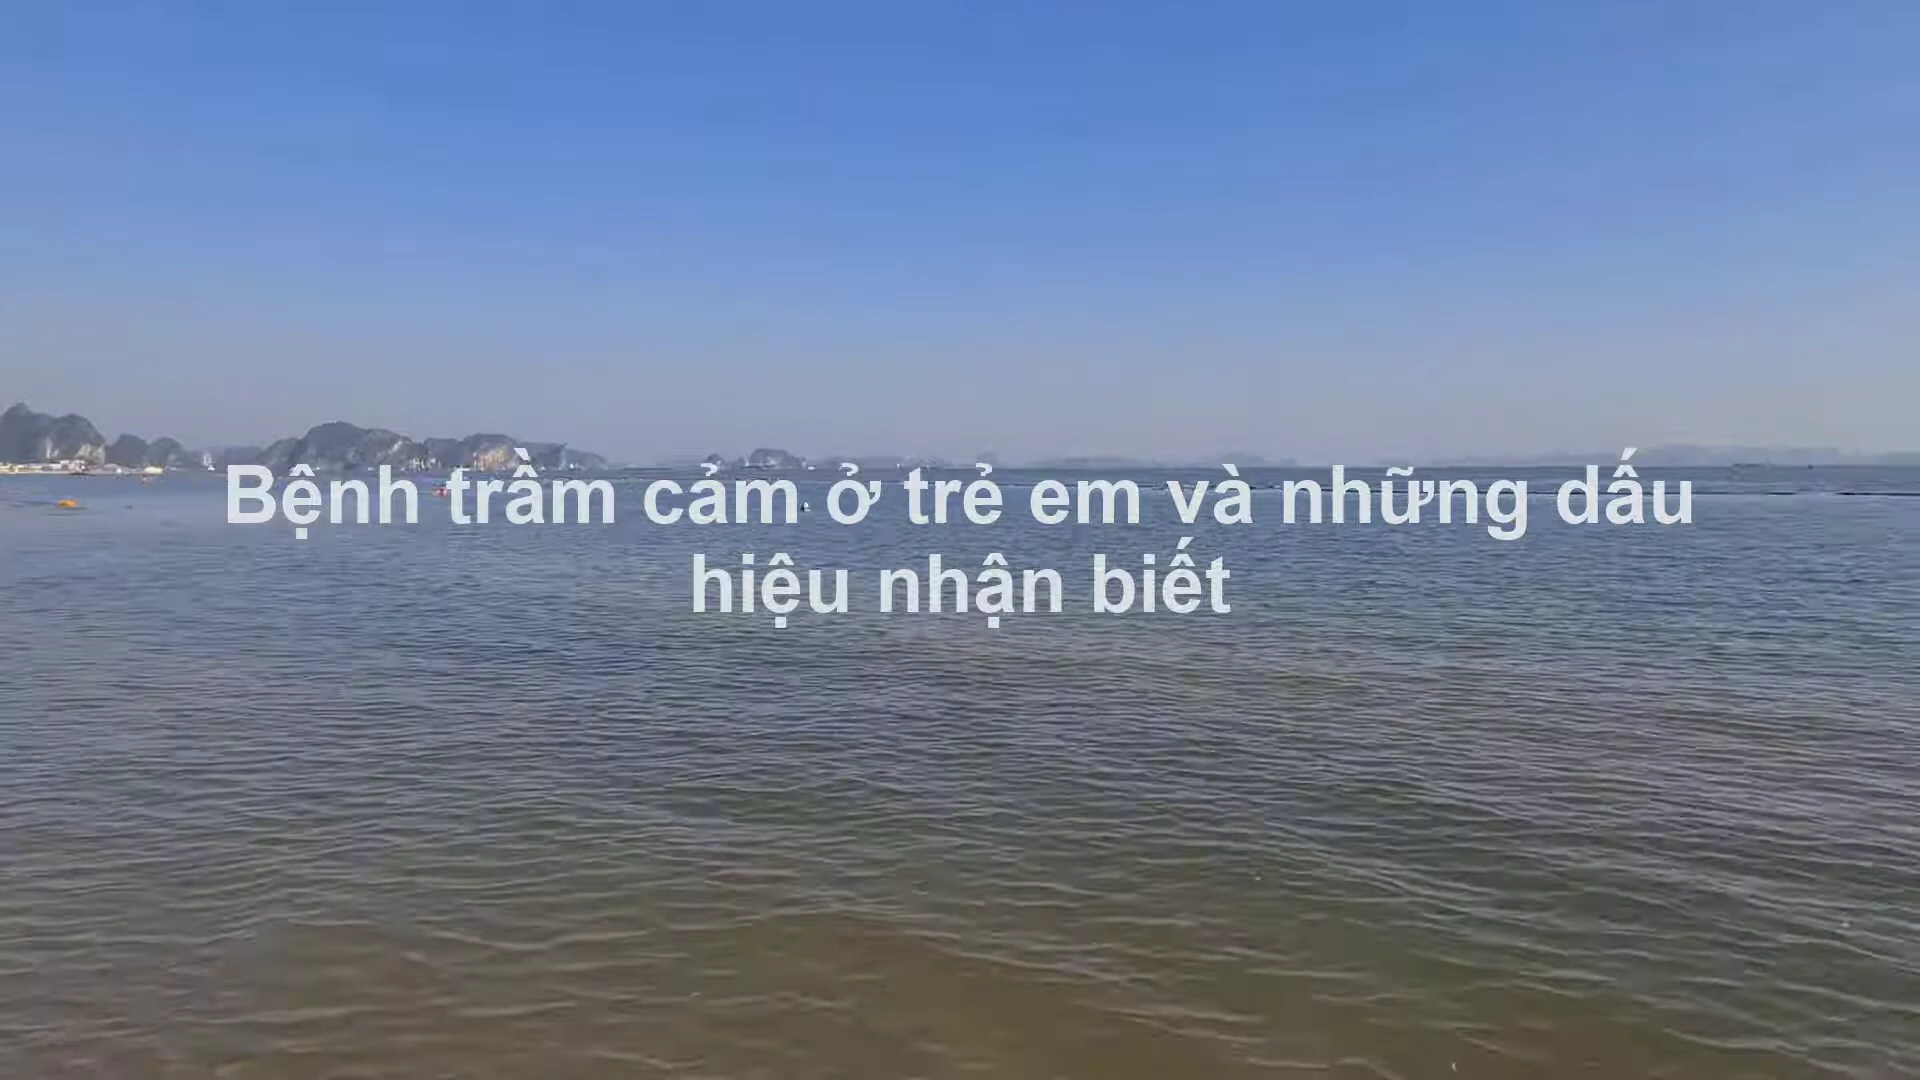 Bệnh trầm cảm ở trẻ em và những dấu
hiệu nhận biết